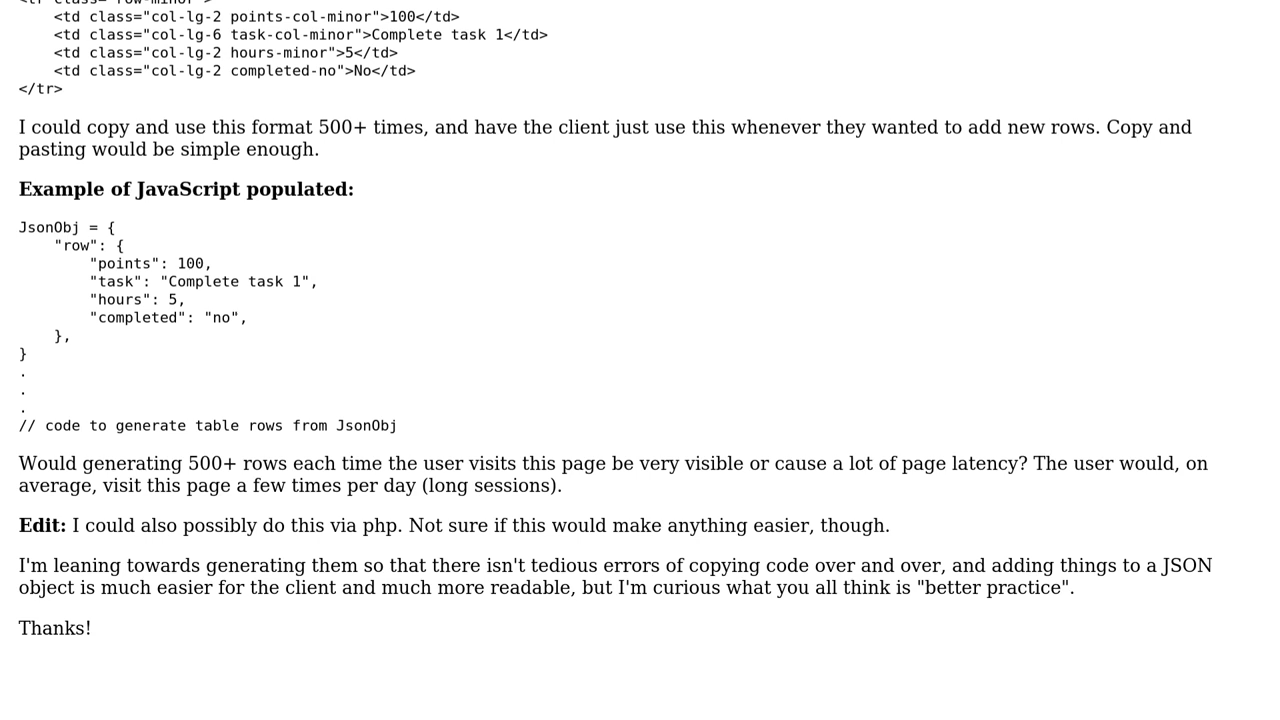 <tr class="row-minor">
    <td class="col-lg-2 points-col-minor">100</td>
    <td class="col-lg-6 task-col-minor">Complete task 1</td>
    <td class="col-lg-2 hours-minor">5</td>
    <td class="col-lg-2 completed-no">No</td>
</tr>
I could copy and use this format 500+ times, and have the client just use this whenever they wanted to add new rows. Copy and
pasting would be simple enough.
Example of JavaScript populated:
JsonObj = {
    "row": {
        "points": 100,
        "task": "Complete task 1",
        "hours": 5,
        "completed": "no",
    },
}
.
.
.
// code to generate table rows from JsonObj
Would generating 500+ rows each time the user visits this page be very visible or cause a lot of page latency? The user would, on
average, visit this page a few times per day (long sessions).
Edit: I could also possibly do this via php. Not sure if this would make anything easier, though.
I'm leaning towards generating them so that there isn't tedious errors of copying code over and over, and adding things to a JSON
object is much easier for the client and much more readable, but I'm curious what you all think is "better practice".
Thanks!